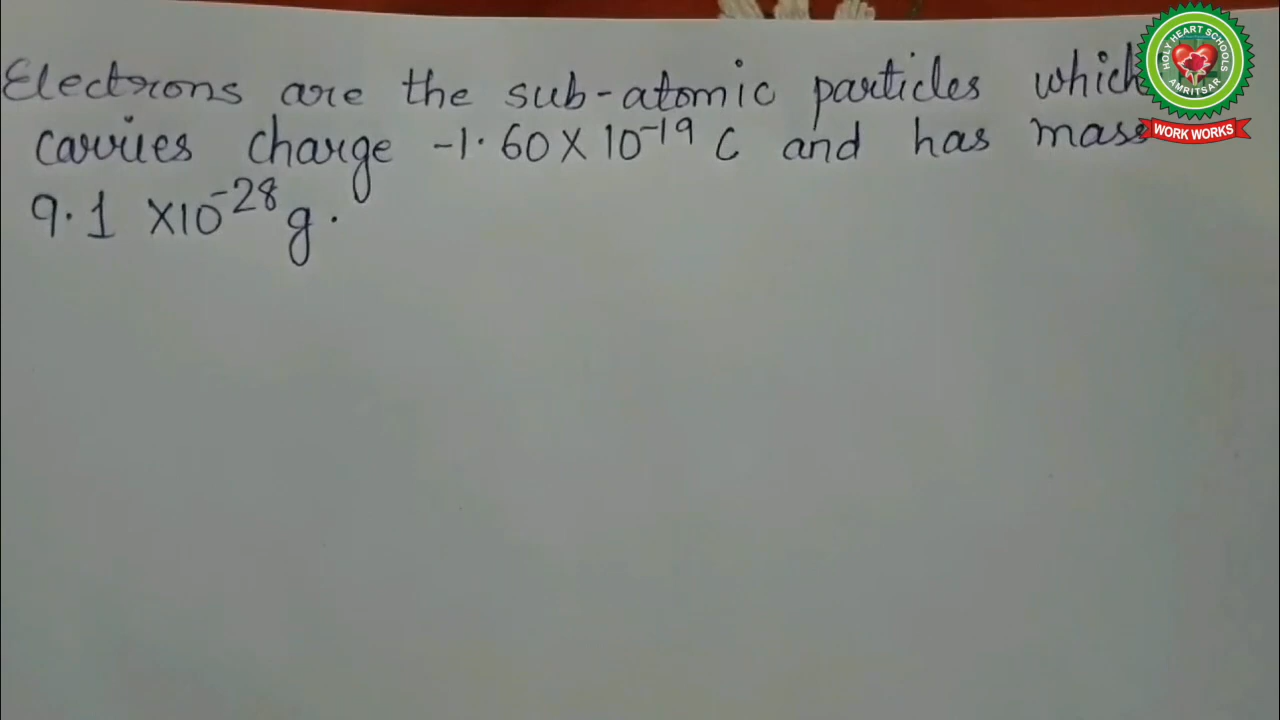 Electrons are the sub-atomic particles which
carries charge -1.60 X 10⁻¹⁹ C and has mass
9.1 X10⁻²⁸ g.
HOLY HEART SCHOOLS
AMRITSAR
WORK WORKS